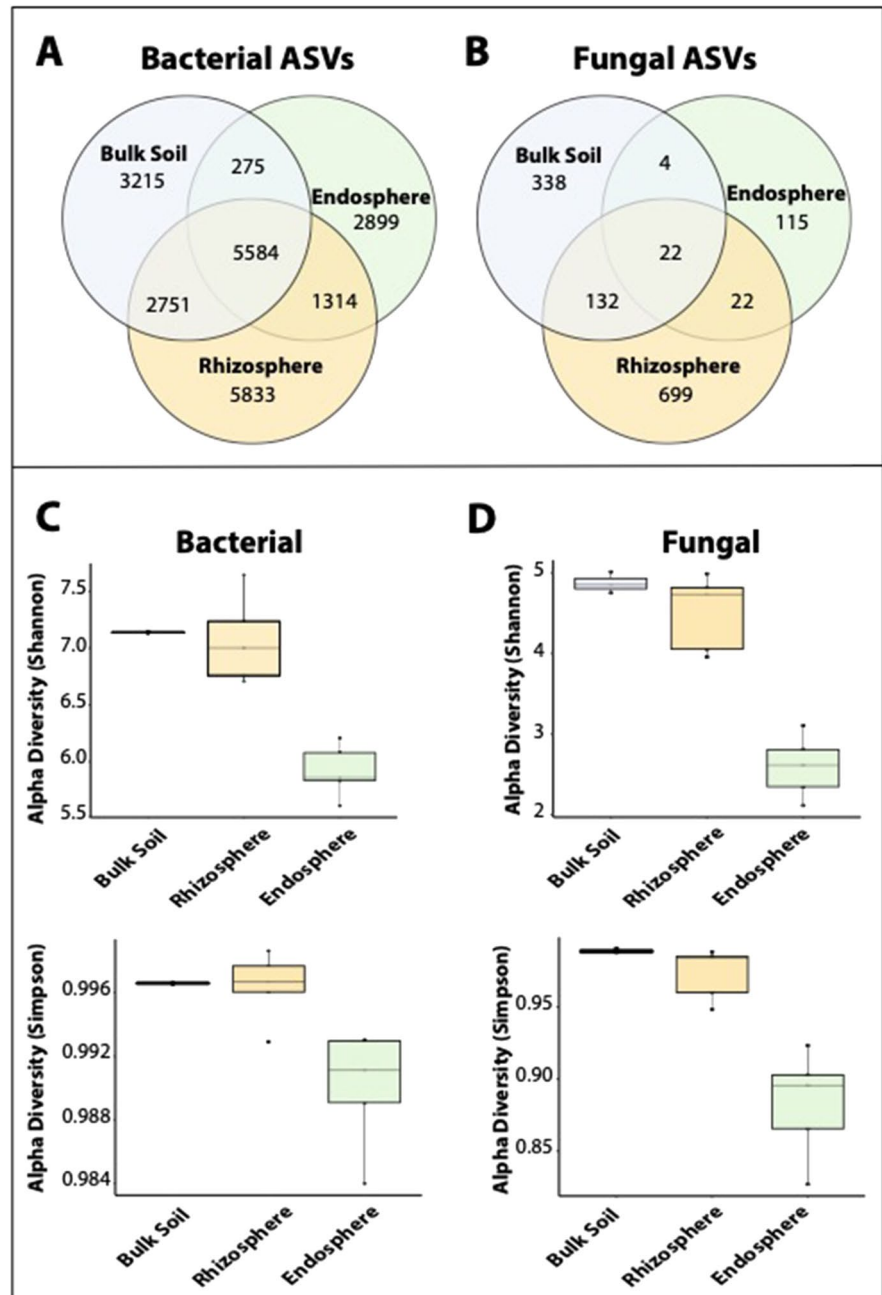 A
Bacterial ASVs
Bulk Soil
3215
275
Endosphere
2899
5584
2751
1314
Rhizosphere
5833
B
Fungal ASVs
Bulk Soil
338
4
Endosphere
115
22
132
22
Rhizosphere
699
C
Bacterial
Alpha Diversity (Shannon)
7.5
7.0
6.5
6.0
5.5
Bulk Soil
Rhizosphere
Endosphere
Alpha Diversity (Simpson)
0.996
0.992
0.988
0.984
Bulk Soil
Rhizosphere
Endosphere
D
Fungal
Alpha Diversity (Shannon)
5
4
3
2
Bulk Soil
Rhizosphere
Endosphere
Alpha Diversity (Simpson)
0.95
0.90
0.85
Bulk Soil
Rhizosphere
Endosphere